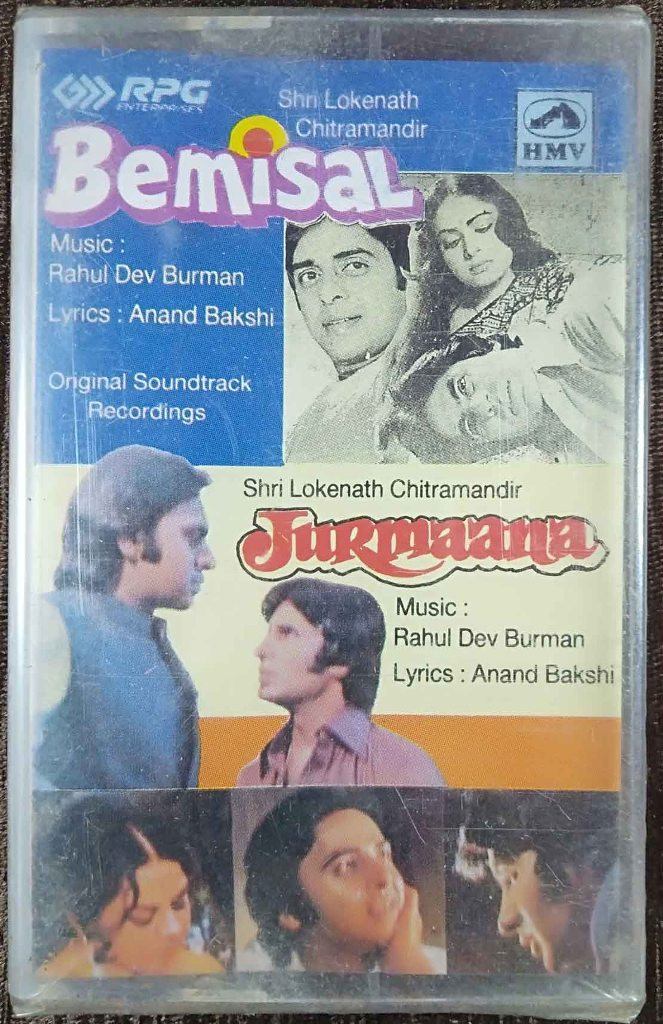 RPG
ENTERPRISES
Shri Lokenath
Chitramandir
HMV
Bemisal
Music :
Rahul Dev Burman
Lyrics : Anand Bakshi
Original Soundtrack
Recordings
Shri Lokenath Chitramandir
Jurmaana
Music :
Rahul Dev Burman
Lyrics : Anand Bakshi